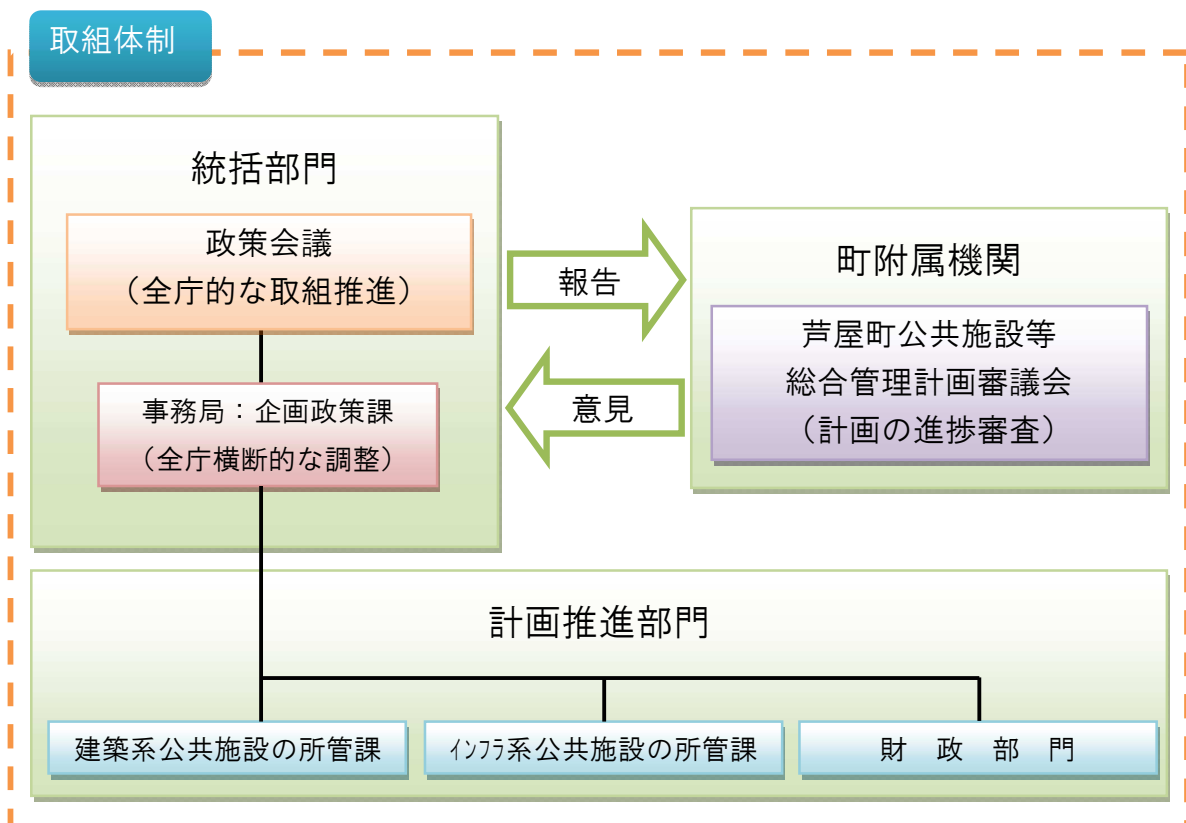 取組体制
統括部門
政策会議
（全庁的な取組推進）
事務局：企画政策課
（全庁横断的な調整）
報告
意見
町附属機関
芦屋町公共施設等
総合管理計画審議会
（計画の進捗審査）
計画推進部門
建築系公共施設の所管課
ｲﾝﾌﾗ系公共施設の所管課
財　政　部　門